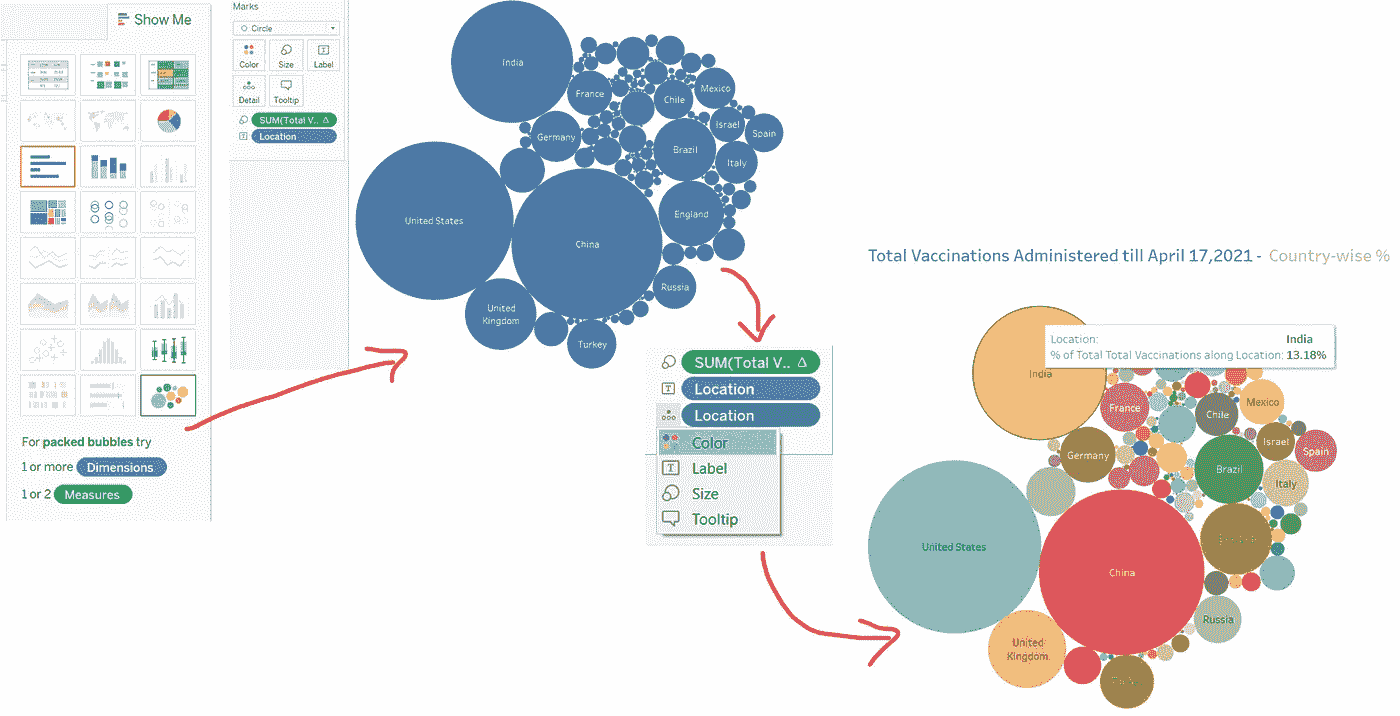 Show Me
For packed bubbles try
1 or more Dimensions
1 or 2 Measures
Marks
Circle
Color Size Label
Detail Tooltip
SUM(Total V..
Location
India
France
Chile
Mexico
Israel
Spain
Germany
Brazil
Italy
United States
England
China
Russia
United
Kingdom
Turkey
SUM(Total V..
Location
Location
Color
Label
Size
Tooltip
Total Vaccinations Administered till April 17,2021 - Country-wise %
Location: India
% of Total Total Vaccinations along Location: 13.18%
India
France
Chile
Mexico
Israel
Spain
Germany
Brazil
Italy
United States
China
Russia
United
Kingdom